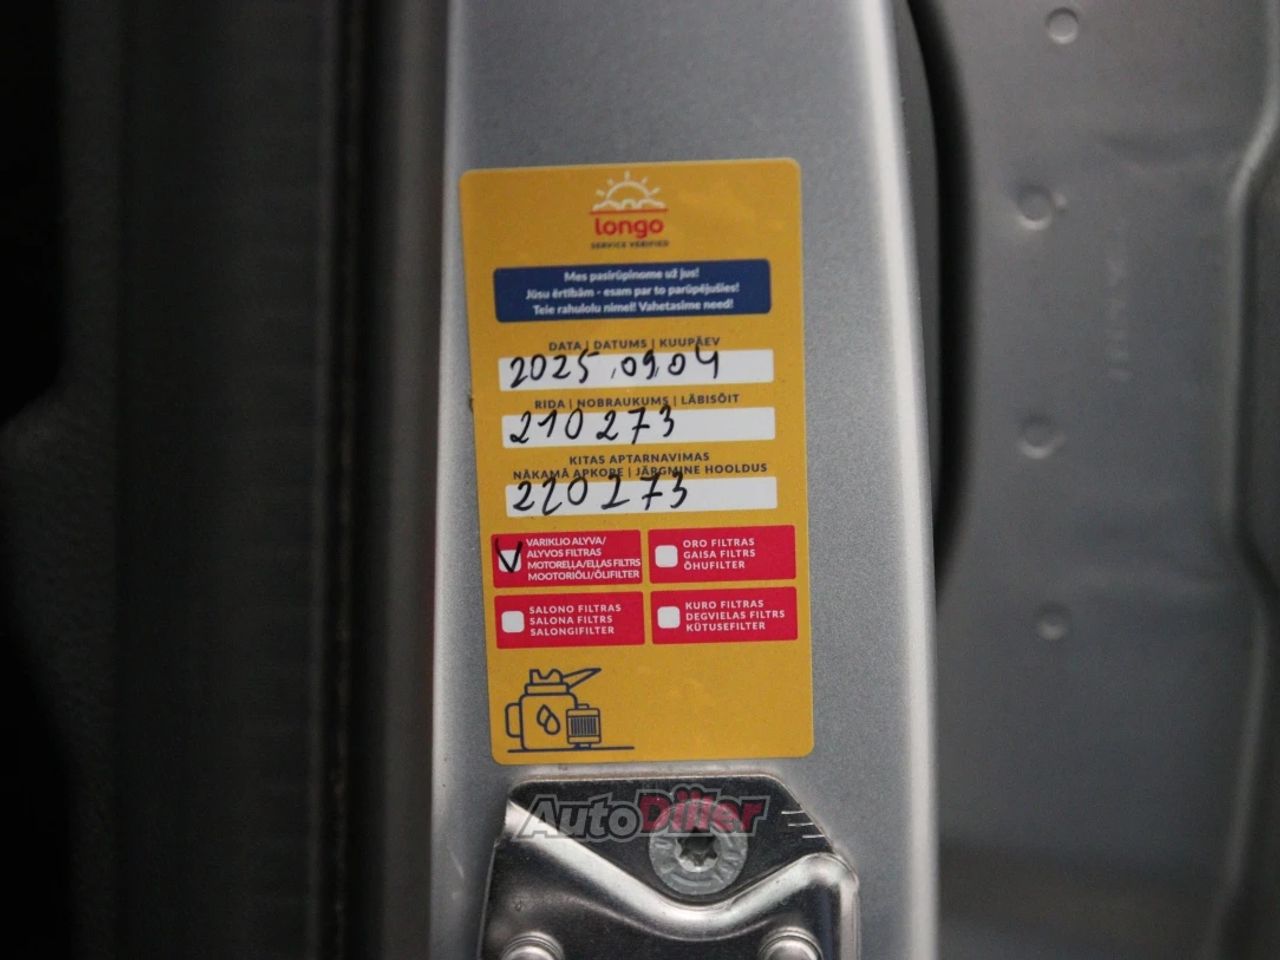 longo
SERVICE VERIFIED
Mes pasirūpinome už jus!
Jūsu ērtībām - esam par to parūpējušies!
Teie rahulolu nimel! Vahetasime need!
DATA | DATUMS | KUUPÄEV
2025.09.04
RIDA | NOBRAUKUMS | LÄBISÕIT
210273
KITAS APTARNAVIMAS
NĀKAMĀ APKOPE | JÄRGMINE HOOLDUS
220273
VARIKLIO ALYVA/
ALYVOS FILTRAS
MOTOREĻĻA/EĻĻAS FILTRS
MOOTORIÕLI/ÕLIFILTER
ORO FILTRAS
GAISA FILTRS
ÕHUFILTER
SALONO FILTRAS
SALONA FILTRS
SALONGIFILTER
KURO FILTRAS
DEGVIELAS FILTRS
KÜTUSEFILTER
AutoDiller